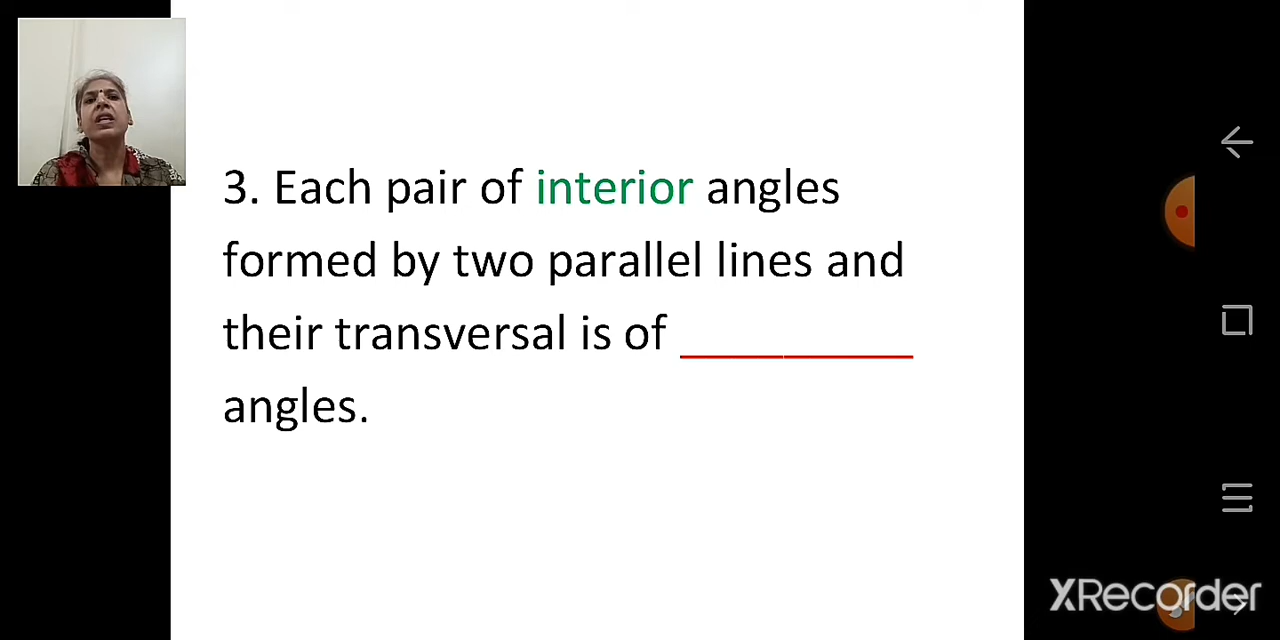 3. Each pair of interior angles
formed by two parallel lines and
their transversal is of __________
angles.
XRecorder